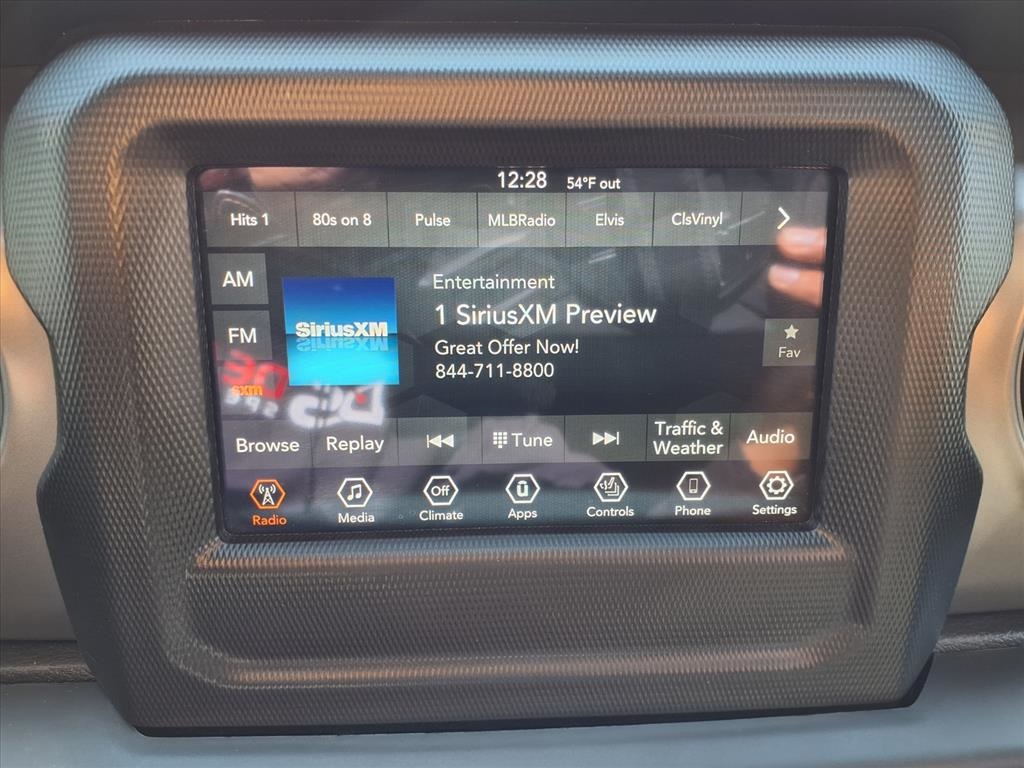 12:28 54°F out
Hits 1 80s on 8 Pulse MLBRadio Elvis ClsVinyl
AM
FM
sxm
SiriusXM
Entertainment
1 SiriusXM Preview
Great Offer Now!
844-711-8800
Fav
Browse Replay Tune Traffic & Weather Audio
Off
Radio Media Climate Apps Controls Phone Settings